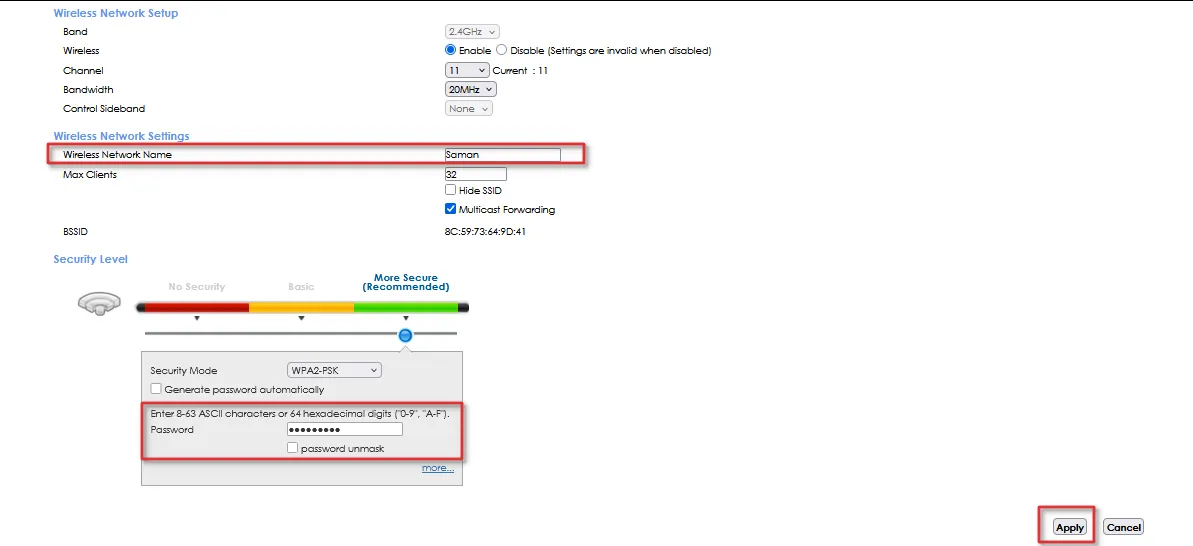 Wireless Network Setup
Band 2.4GHz
Wireless Enable Disable (Settings are invalid when disabled)
Channel 11 Current : 11
Bandwidth 20MHz
Control Sideband None
Wireless Network Settings
Wireless Network Name Saman
Max Clients 32
Hide SSID
Multicast Forwarding
BSSID 8C:59:73:64:9D:41
Security Level
No Security Basic More Secure
(Recommended)
Security Mode WPA2-PSK
Generate password automatically
Enter 8-63 ASCII characters or 64 hexadecimal digits ("0-9", "A-F").
Password •••••••••
password unmask
more...
Apply Cancel